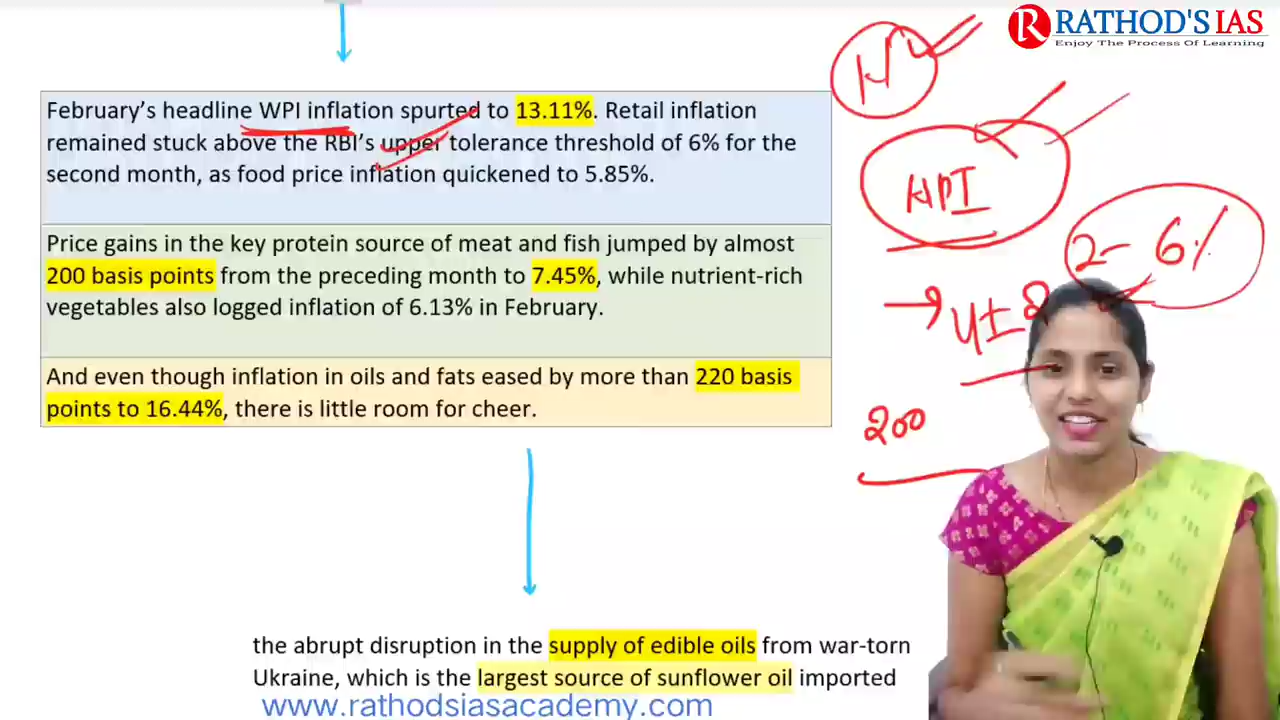 RATHOD'S IAS
Enjoy The Process Of Learning
February's headline WPI inflation spurted to 13.11%. Retail inflation
remained stuck above the RBI's upper tolerance threshold of 6% for the
second month, as food price inflation quickened to 5.85%.
Price gains in the key protein source of meat and fish jumped by almost
200 basis points from the preceding month to 7.45%, while nutrient-rich
vegetables also logged inflation of 6.13% in February.
And even though inflation in oils and fats eased by more than 220 basis
points to 16.44%, there is little room for cheer.
2- 6%
4±2
200
the abrupt disruption in the supply of edible oils from war-torn
Ukraine, which is the largest source of sunflower oil imported
www.rathodsiasacademy.com